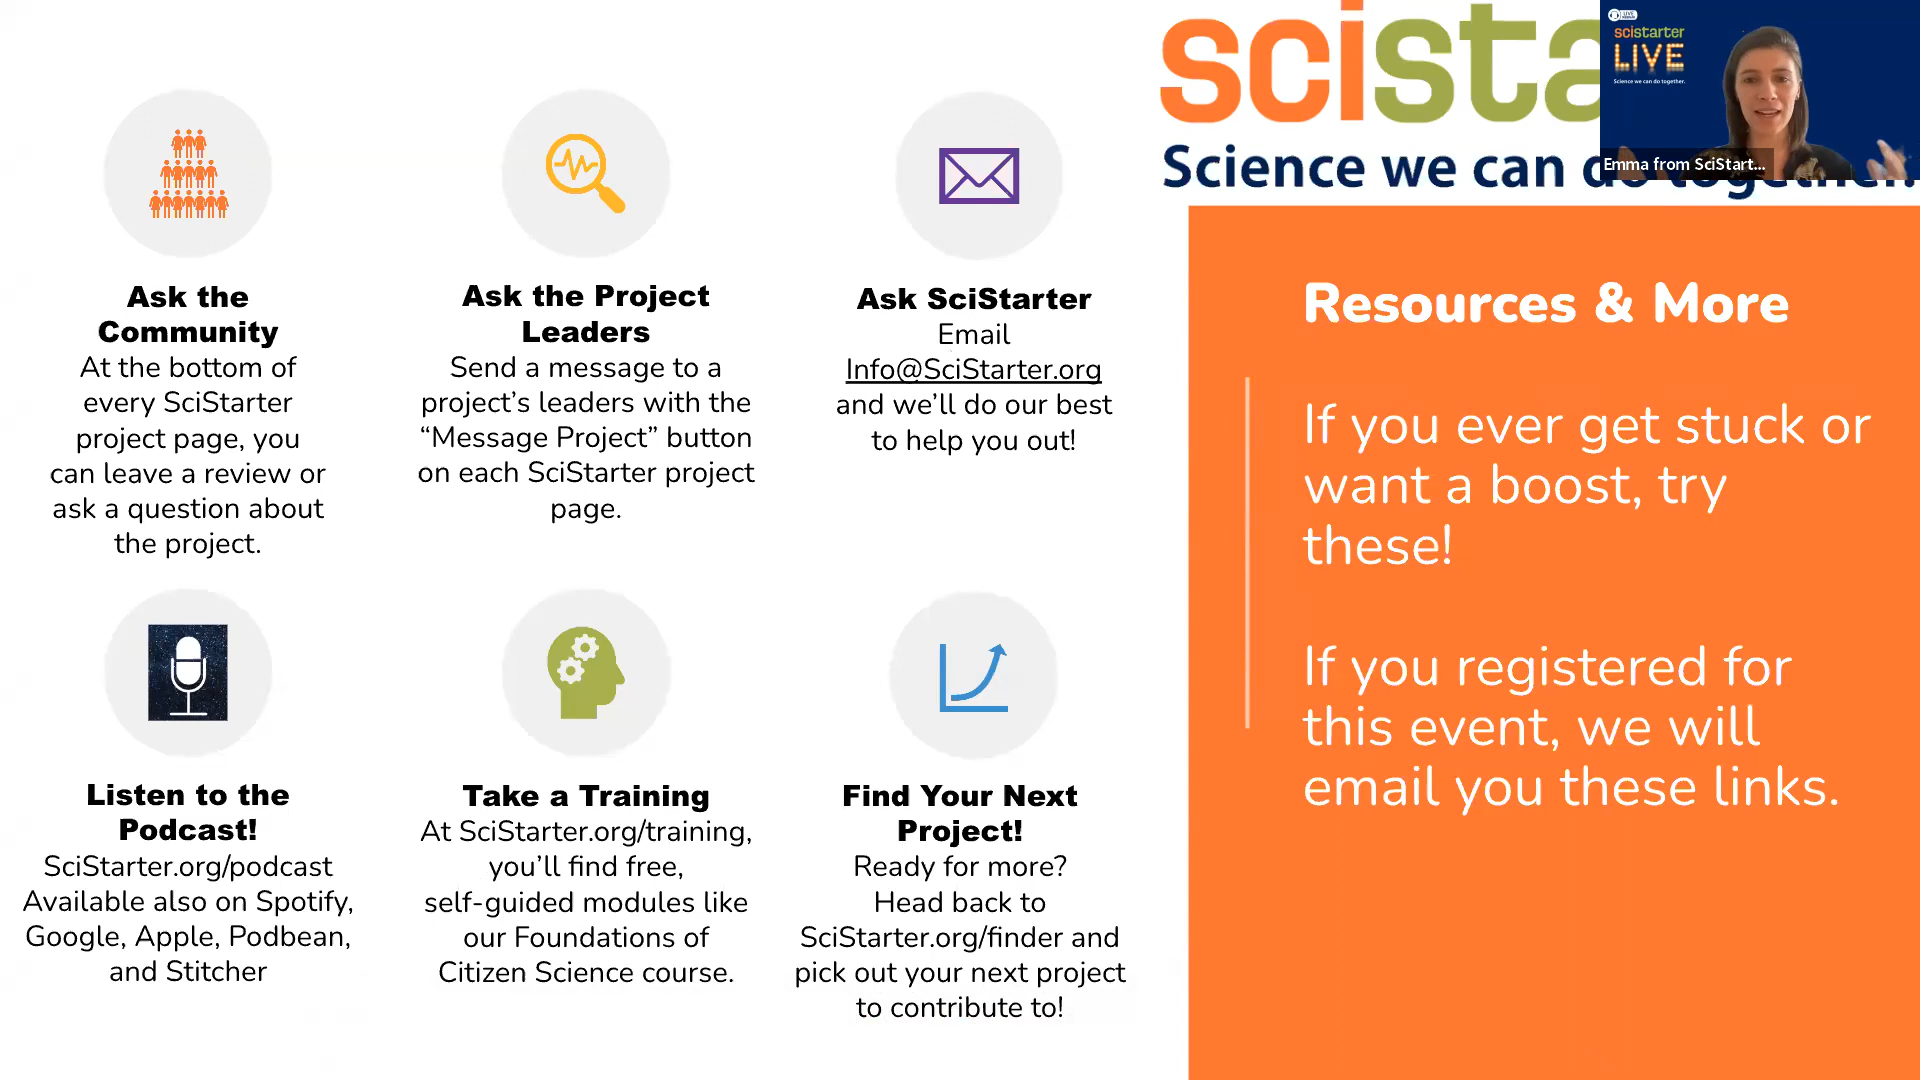 Ask the
Community
At the bottom of
every SciStarter
project page, you
can leave a review or
ask a question about
the project.
Ask the Project
Leaders
Send a message to a
project’s leaders with the
“Message Project” button
on each SciStarter project
page.
Ask SciStarter
Email
Info@SciStarter.org
and we’ll do our best
to help you out!
Listen to the
Podcast!
SciStarter.org/podcast
Available also on Spotify,
Google, Apple, Podbean,
and Stitcher
Take a Training
At SciStarter.org/training,
you’ll find free,
self-guided modules like
our Foundations of
Citizen Science course.
Find Your Next
Project!
Ready for more?
Head back to
SciStarter.org/finder and
pick out your next project
to contribute to!
scista
Science we can do together.
scistarter
LIVE
Science we can do together.
Emma from SciStart...
Resources & More
If you ever get stuck or
want a boost, try
these!
If you registered for
this event, we will
email you these links.